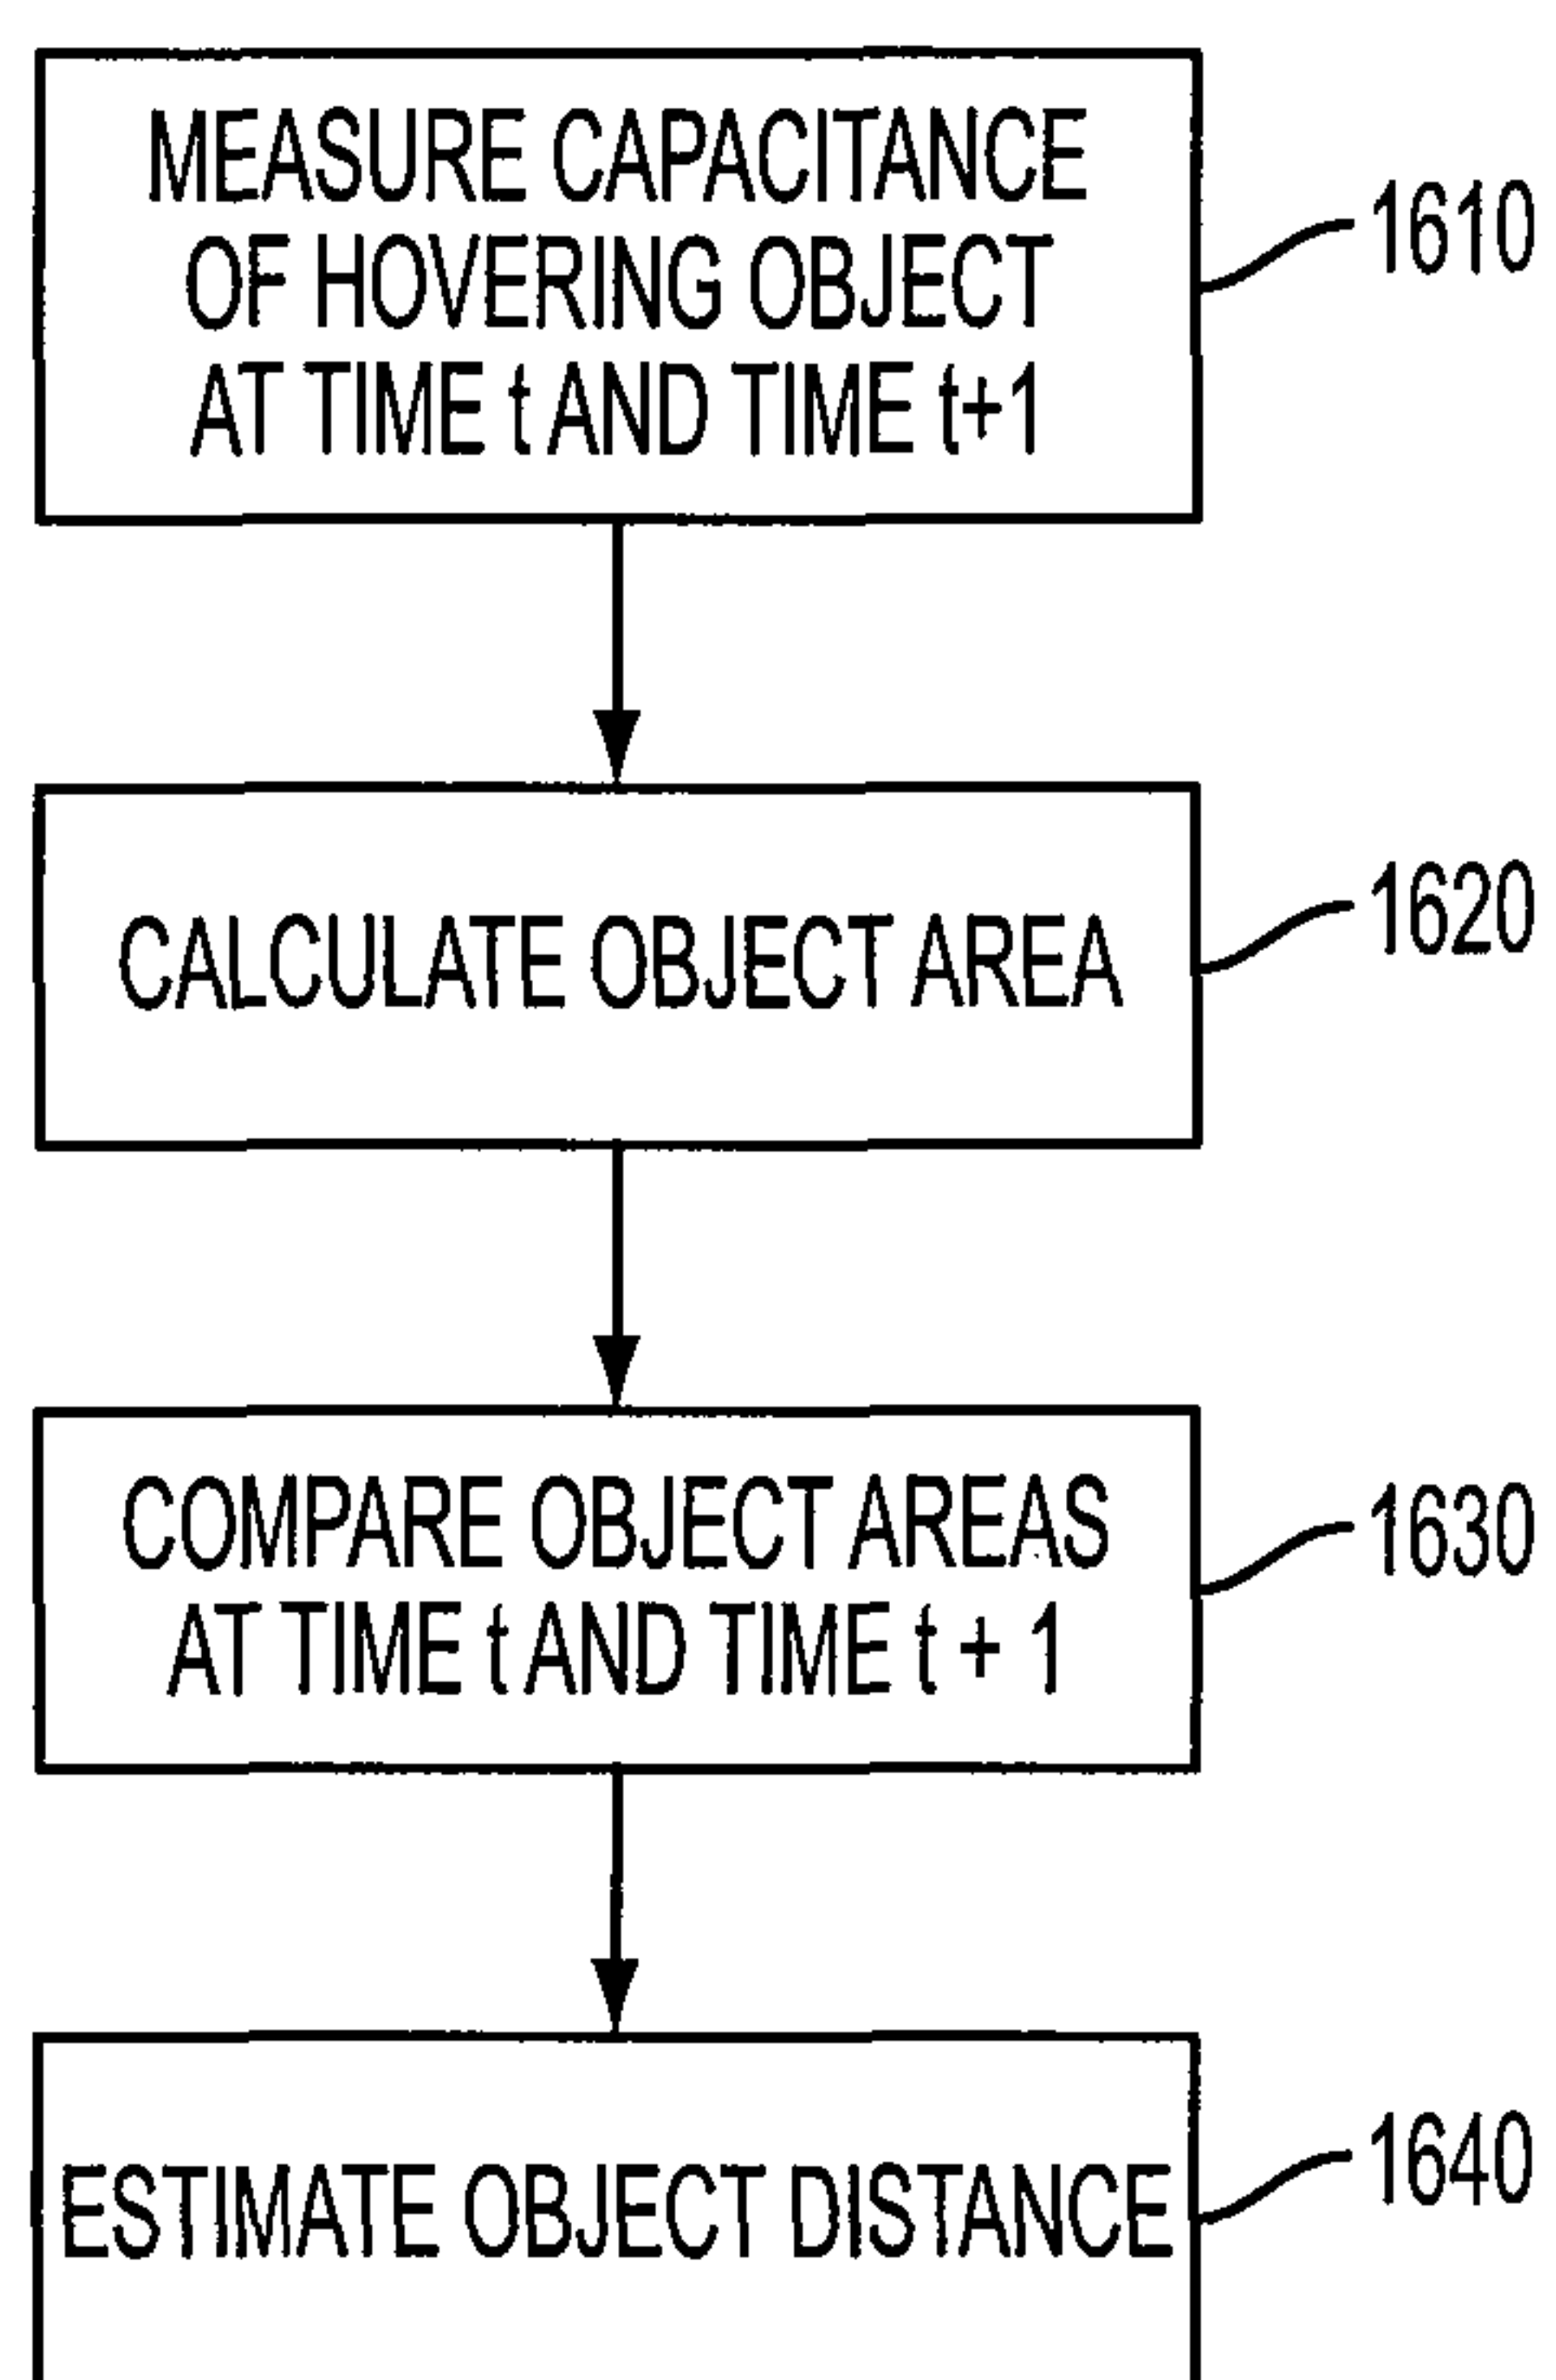 MEASURE CAPACITANCE
OF HOVERING OBJECT
AT TIME t AND TIME t+1
1610
CALCULATE OBJECT AREA
1620
COMPARE OBJECT AREAS
AT TIME t AND TIME t + 1
1630
ESTIMATE OBJECT DISTANCE
1640